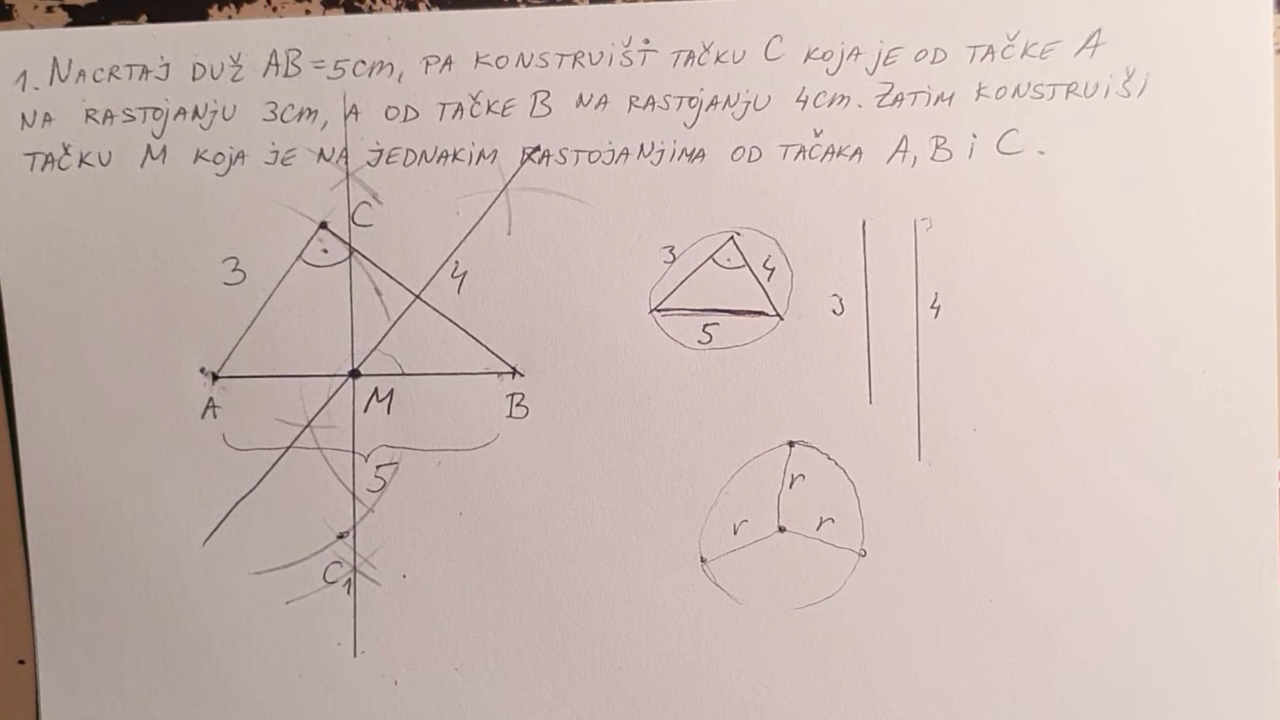 1. NACRTAJ DUŽ AB=5cm, PA KONSTRUIŠI TAČKU C KOJA JE OD TAČKE A
NA RASTOJANJU 3cm, A OD TAČKE B NA RASTOJANJU 4cm. ZATIM KONSTRUIŠI
TAČKU M KOJA JE NA JEDNAKIM RASTOJANJIMA OD TAČAKA A, B i C.
C
3
4
A
M
B
5
C1
3
4
5
3
3
4
r
r
r